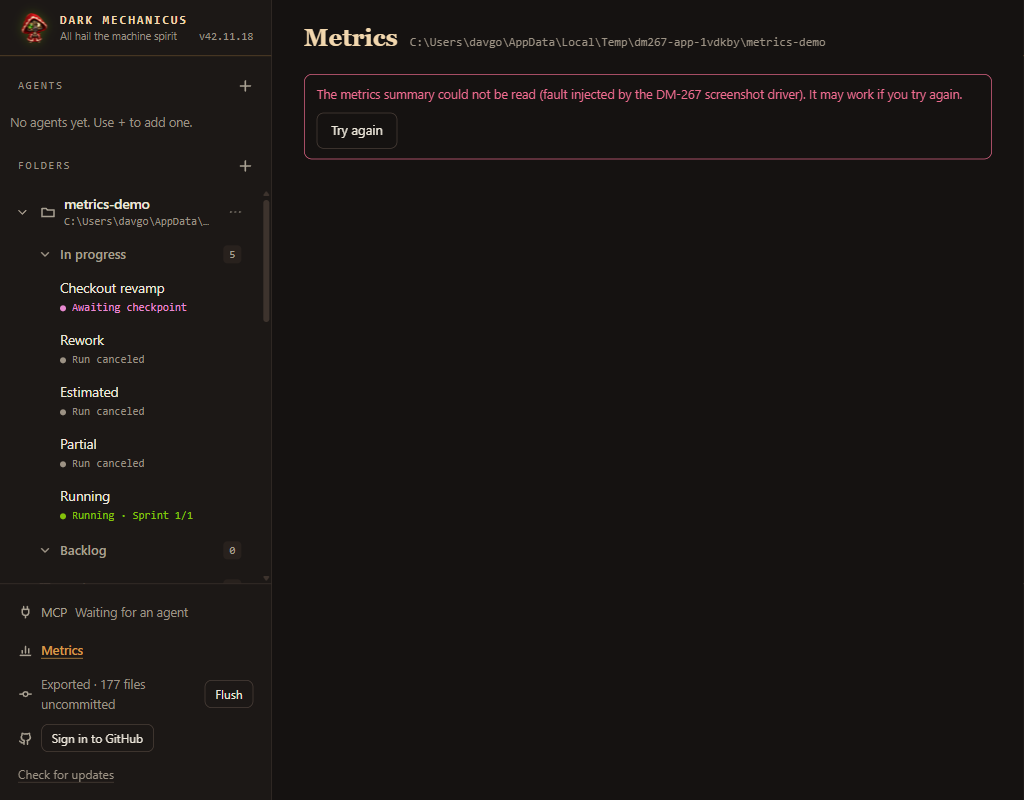 DARK MECHANICUS
All hail the machine spirit v42.11.18
AGENTS
No agents yet. Use + to add one.
FOLDERS
metrics-demo
C:\Users\davgo\AppData\…
In progress 5
Checkout revamp
Awaiting checkpoint
Rework
Run canceled
Estimated
Run canceled
Partial
Run canceled
Running
Running · Sprint 1/1
Backlog 0
MCP Waiting for an agent
Metrics
Exported · 177 files
uncommitted
Flush
Sign in to GitHub
Check for updates
Metrics C:\Users\davgo\AppData\Local\Temp\dm267-app-1vdkby\metrics-demo
The metrics summary could not be read (fault injected by the DM-267 screenshot driver). It may work if you try again.
Try again